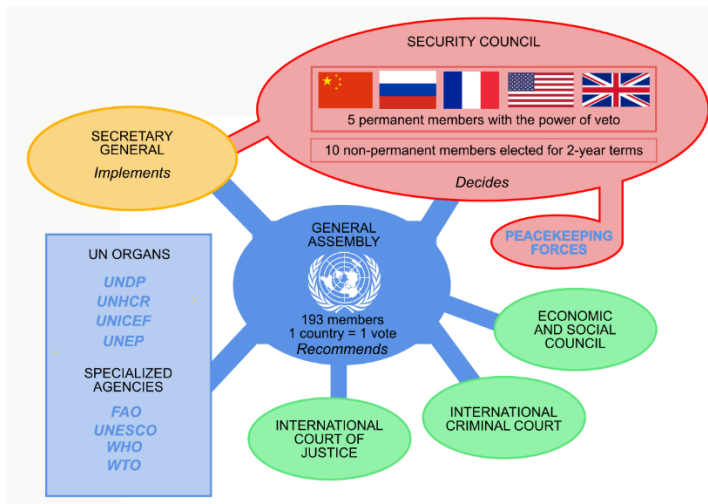 SECURITY COUNCIL
5 permanent members with the power of veto
10 non-permanent members elected for 2-year terms
Decides
SECRETARY
GENERAL
Implements
PEACEKEEPING
FORCES
GENERAL
ASSEMBLY
193 members
1 country = 1 vote
Recommends
UN ORGANS
UNDP
UNHCR
UNICEF
UNEP
SPECIALIZED
AGENCIES
FAO
UNESCO
WHO
WTO
ECONOMIC
AND SOCIAL
COUNCIL
INTERNATIONAL
CRIMINAL COURT
INTERNATIONAL
COURT OF
JUSTICE